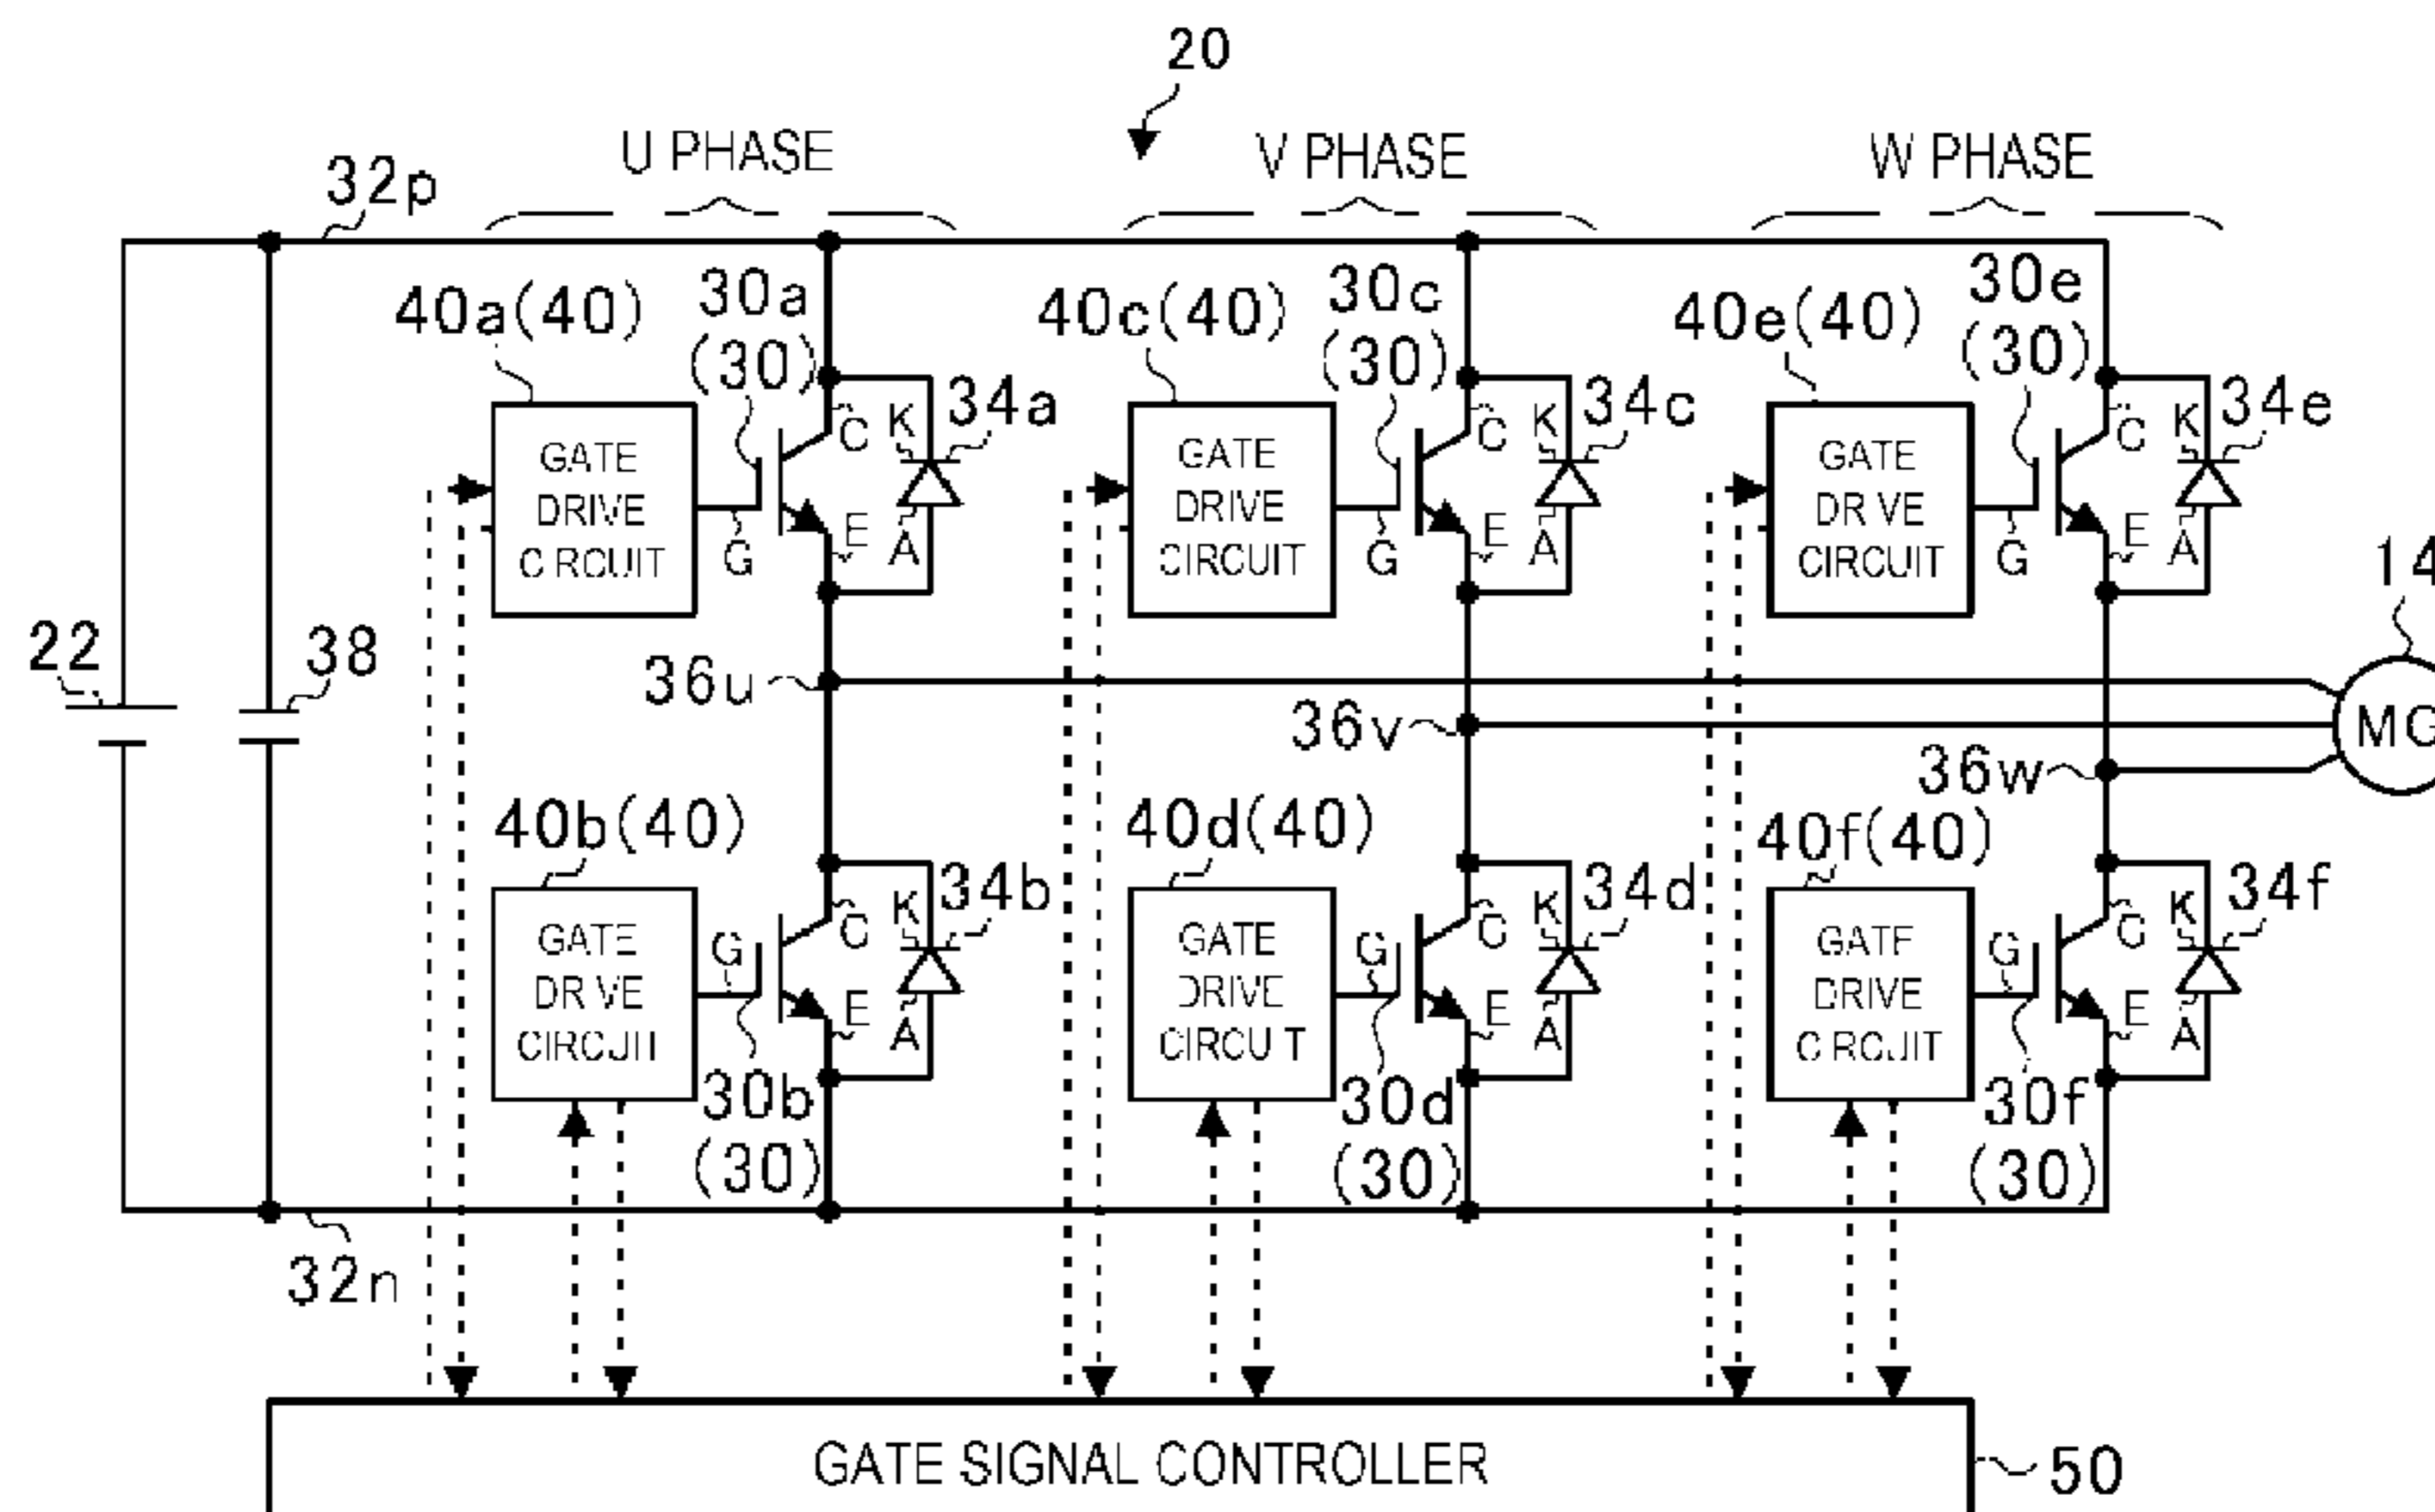 20
U PHASE
V PHASE
W PHASE
32p
40a(40)
30a
(30)
34a
GATE
DRIVE
CIRCUIT
G
C
E
K
A
40c(40)
30c
(30)
34c
GATE
DRIVE
CIRCUIT
G
C
E
K
A
40e(40)
30e
(30)
34e
GATE
DRIVE
CIRCUIT
G
C
E
K
A
22
38
36u
36v
36w
14
MG
40b(40)
30b
(30)
34b
GATE
DRIVE
CIRCUIT
G
C
E
K
A
40d(40)
30d
(30)
34d
GATE
DRIVE
CIRCUIT
G
C
E
K
A
40f(40)
30f
(30)
34f
GATE
DRIVE
CIRCUIT
G
C
E
K
A
32n
GATE SIGNAL CONTROLLER
50